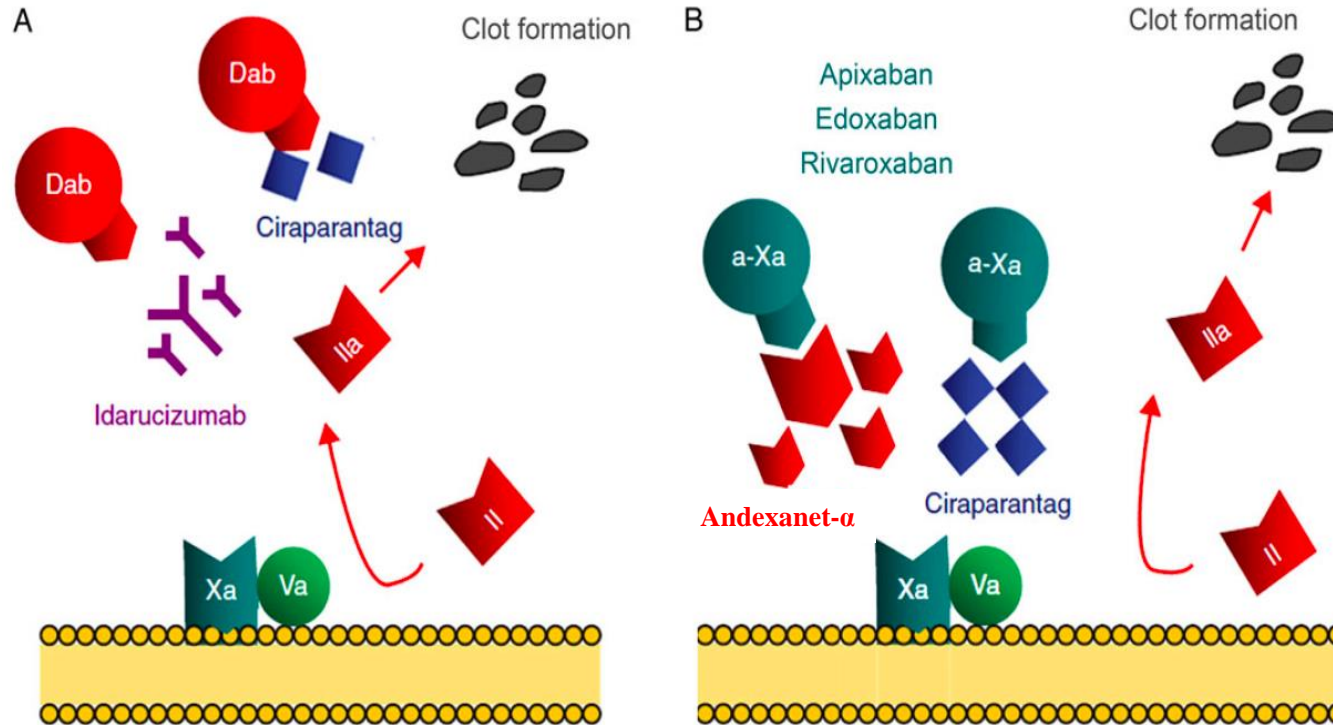 A
Clot formation
Dab
Dab
Ciraparantag
IIa
Idarucizumab
II
Xa
Va
B
Clot formation
Apixaban
Edoxaban
Rivaroxaban
a-Xa
a-Xa
IIa
Andexanet-α
Ciraparantag
II
Xa
Va